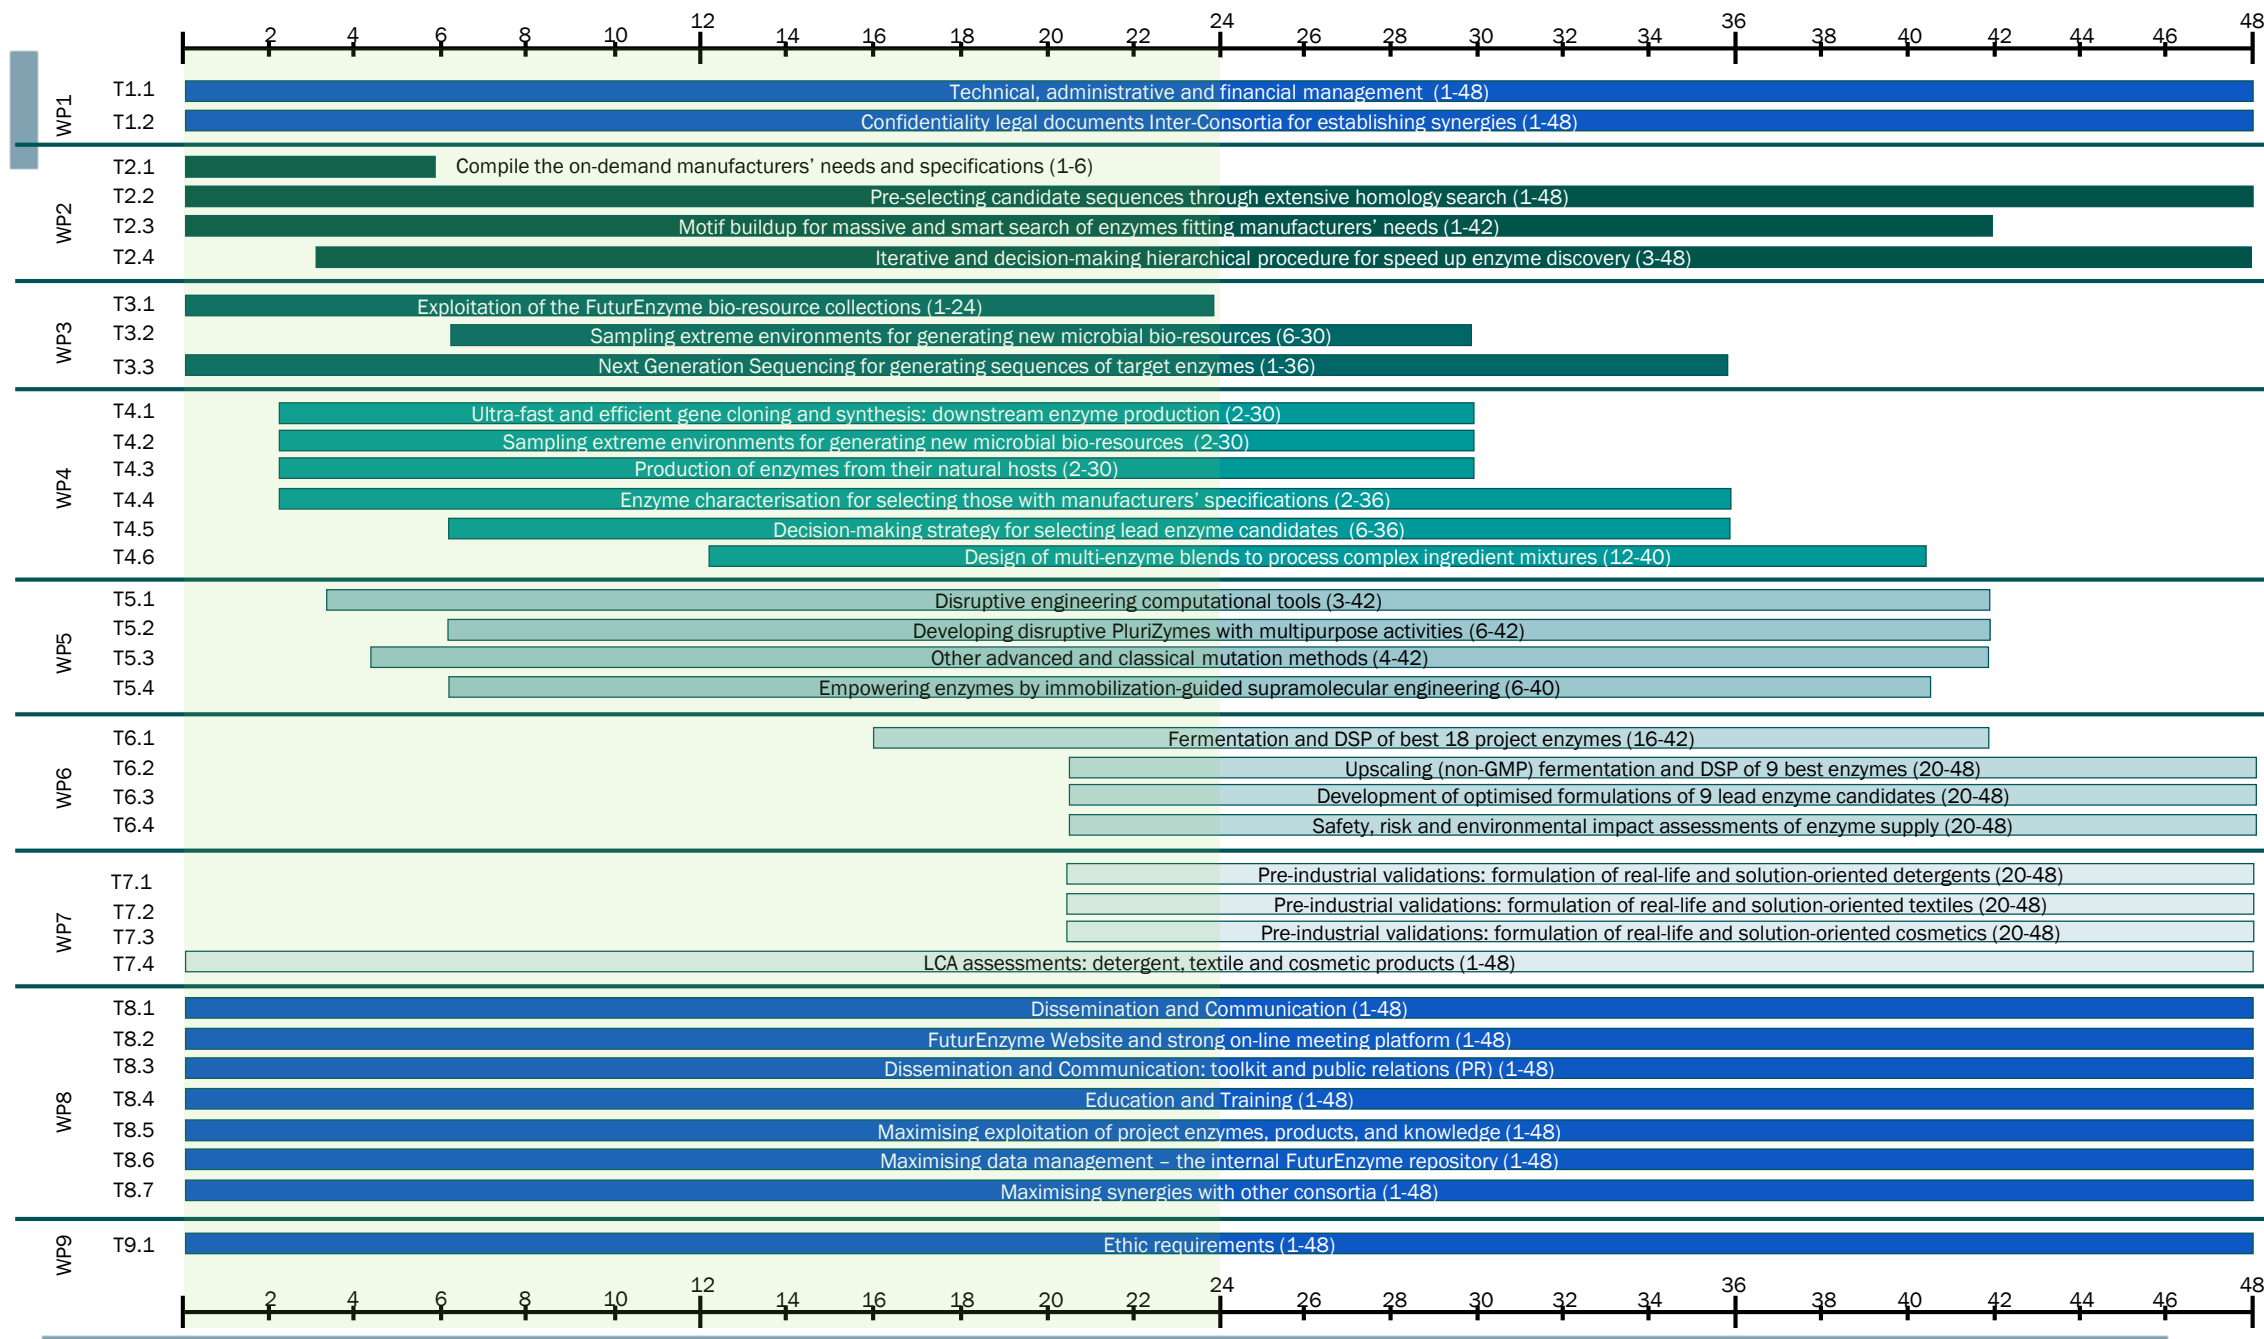 12 24 36 48
2 4 6 8 10 14 16 18 20 22 26 28 30 32 34 38 40 42 44 46
WP1
T1.1 Technical, administrative and financial management (1-48)
T1.2 Confidentiality legal documents Inter-Consortia for establishing synergies (1-48)
WP2
T2.1 Compile the on-demand manufacturers’ needs and specifications (1-6)
T2.2 Pre-selecting candidate sequences through extensive homology search (1-48)
T2.3 Motif buildup for massive and smart search of enzymes fitting manufacturers’ needs (1-42)
T2.4 Iterative and decision-making hierarchical procedure for speed up enzyme discovery (3-48)
WP3
T3.1 Exploitation of the FuturEnzyme bio-resource collections (1-24)
T3.2 Sampling extreme environments for generating new microbial bio-resources (6-30)
T3.3 Next Generation Sequencing for generating sequences of target enzymes (1-36)
WP4
T4.1 Ultra-fast and efficient gene cloning and synthesis: downstream enzyme production (2-30)
T4.2 Sampling extreme environments for generating new microbial bio-resources (2-30)
T4.3 Production of enzymes from their natural hosts (2-30)
T4.4 Enzyme characterisation for selecting those with manufacturers’ specifications (2-36)
T4.5 Decision-making strategy for selecting lead enzyme candidates (6-36)
T4.6 Design of multi-enzyme blends to process complex ingredient mixtures (12-40)
WP5
T5.1 Disruptive engineering computational tools (3-42)
T5.2 Developing disruptive PluriZymes with multipurpose activities (6-42)
T5.3 Other advanced and classical mutation methods (4-42)
T5.4 Empowering enzymes by immobilization-guided supramolecular engineering (6-40)
WP6
T6.1 Fermentation and DSP of best 18 project enzymes (16-42)
T6.2 Upscaling (non-GMP) fermentation and DSP of 9 best enzymes (20-48)
T6.3 Development of optimised formulations of 9 lead enzyme candidates (20-48)
T6.4 Safety, risk and environmental impact assessments of enzyme supply (20-48)
WP7
T7.1 Pre-industrial validations: formulation of real-life and solution-oriented detergents (20-48)
T7.2 Pre-industrial validations: formulation of real-life and solution-oriented textiles (20-48)
T7.3 Pre-industrial validations: formulation of real-life and solution-oriented cosmetics (20-48)
T7.4 LCA assessments: detergent, textile and cosmetic products (1-48)
WP8
T8.1 Dissemination and Communication (1-48)
T8.2 FuturEnzyme Website and strong on-line meeting platform (1-48)
T8.3 Dissemination and Communication: toolkit and public relations (PR) (1-48)
T8.4 Education and Training (1-48)
T8.5 Maximising exploitation of project enzymes, products, and knowledge (1-48)
T8.6 Maximising data management – the internal FuturEnzyme repository (1-48)
T8.7 Maximising synergies with other consortia (1-48)
WP9
T9.1 Ethic requirements (1-48)
12 24 36 48
2 4 6 8 10 14 16 18 20 22 26 28 30 32 34 38 40 42 44 46